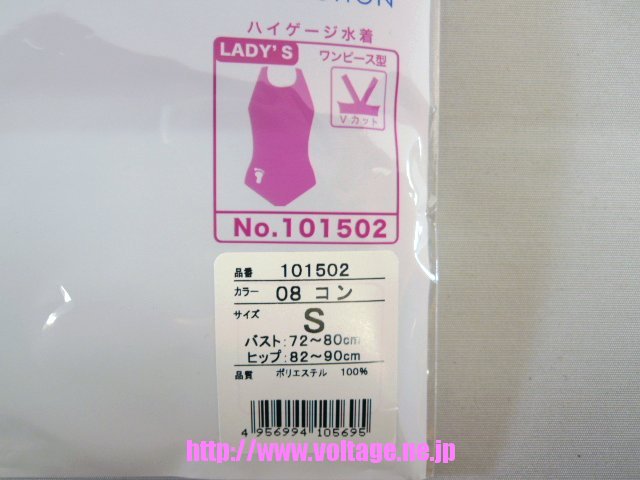 ハイゲージ水着
LADY'S
ワンピース型
Vカット
No.101502
品番 101502
カラー 08 コン
サイズ S
バスト:72~80cm
ヒップ:82~90cm
品質 ポリエステル 100%
4 956994 105695
http://www.voltage.ne.jp